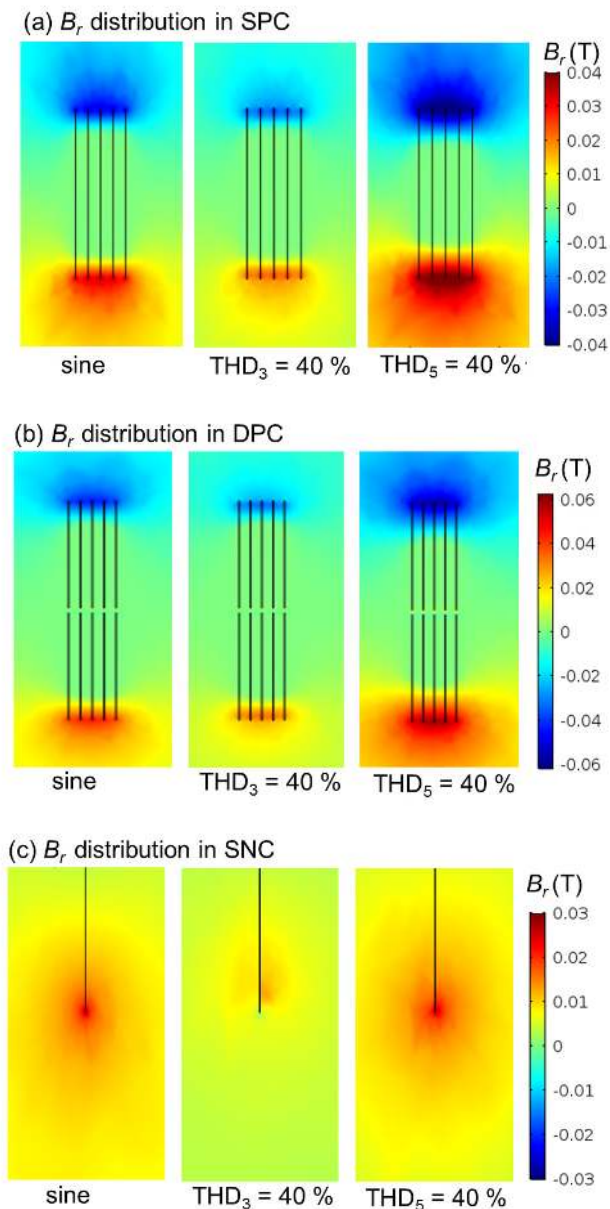 (a) Bᵣ distribution in SPC
Bᵣ (T)
0.04
0.03
0.02
0.01
0
-0.01
-0.02
-0.03
-0.04
sine
THD₃ = 40 %
THD₅ = 40 %
(b) Bᵣ distribution in DPC
Bᵣ (T)
0.06
0.04
0.02
0
-0.02
-0.04
-0.06
sine
THD₃ = 40 %
THD₅ = 40 %
(c) Bᵣ distribution in SNC
Bᵣ (T)
0.03
0.02
0.01
0
-0.01
-0.02
-0.03
sine
THD₃ = 40 %
THD₅ = 40 %